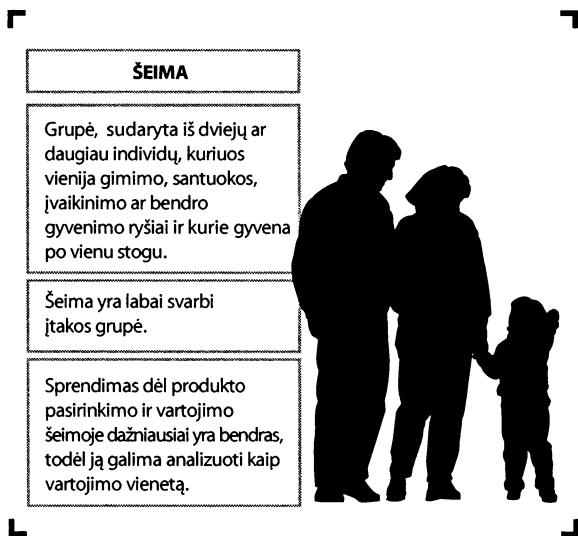 ŠEIMA
Grupė, sudaryta iš dviejų ar
daugiau individų, kuriuos
vienija gimimo, santuokos,
įvaikinimo ar bendro
gyvenimo ryšiai ir kurie gyvena
po vienu stogu.
Šeima yra labai svarbi
įtakos grupė.
Sprendimas dėl produkto
pasirinkimo ir vartojimo
šeimoje dažniausiai yra bendras,
todėl ją galima analizuoti kaip
vartojimo vienetą.